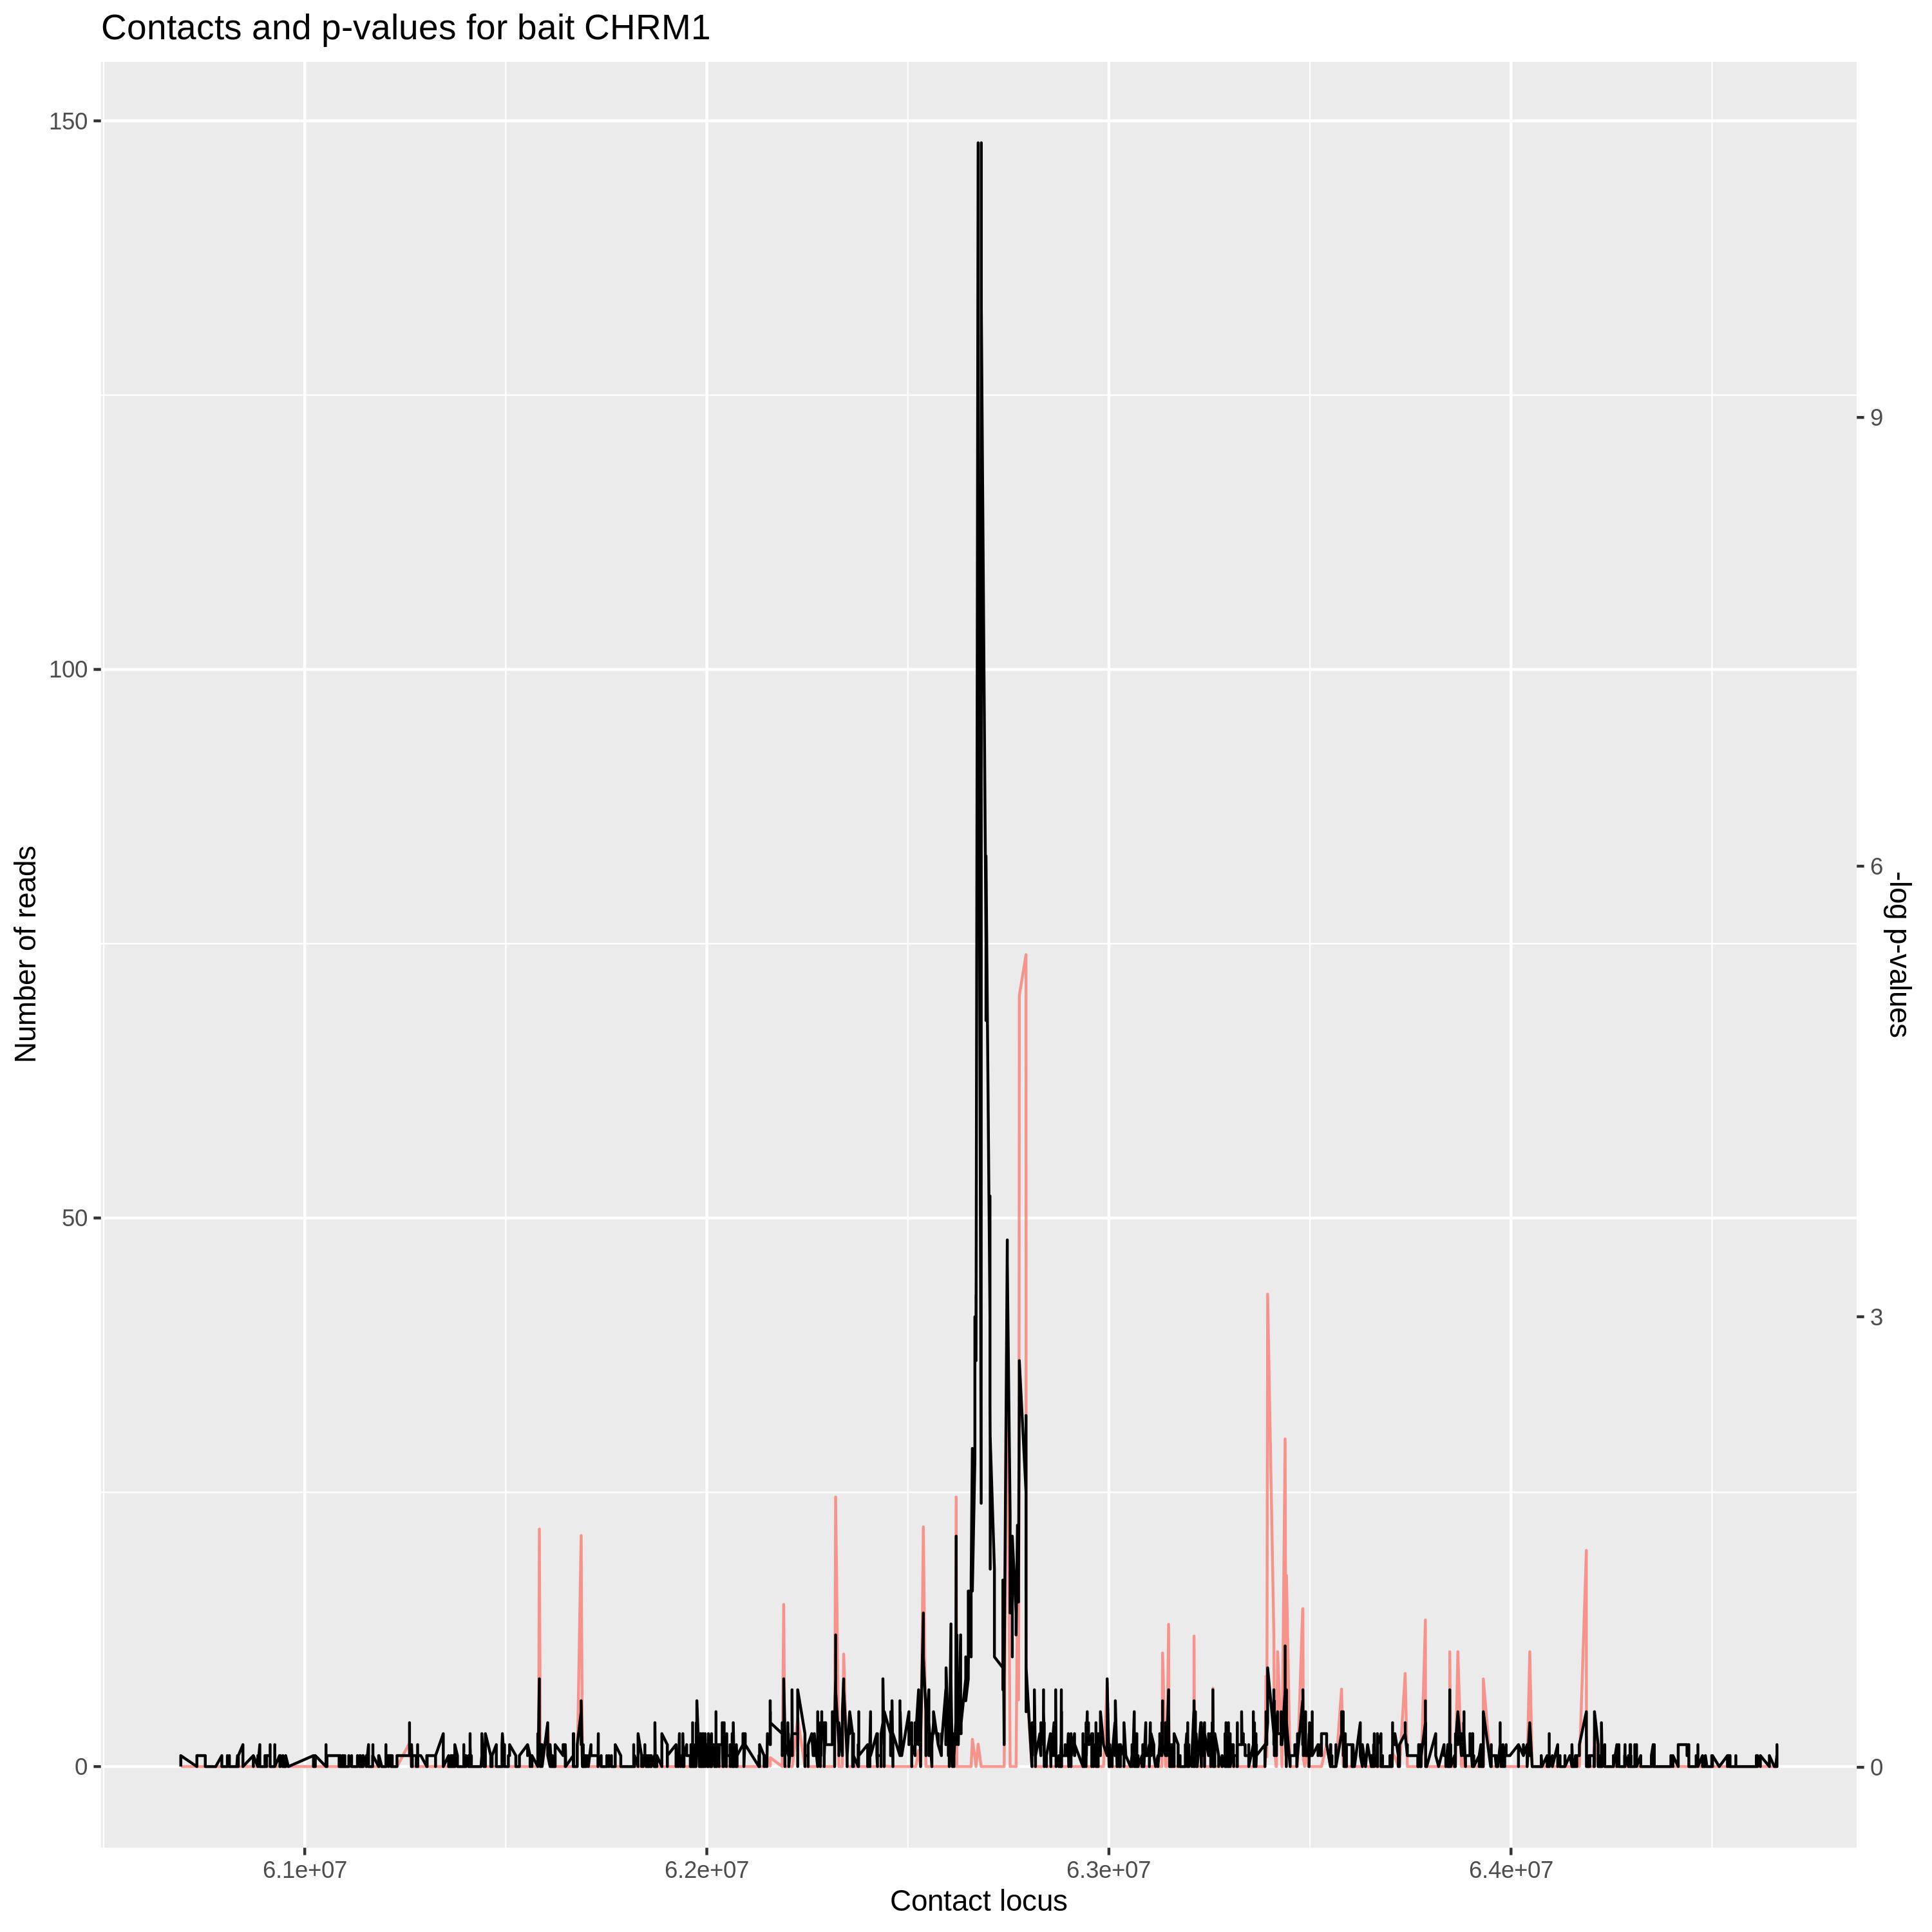 Contacts and p-values for bait CHRM1
150
100
50
0
Number of reads
9
6
3
0
-log p-values
6.1e+07 6.2e+07 6.3e+07 6.4e+07
Contact locus